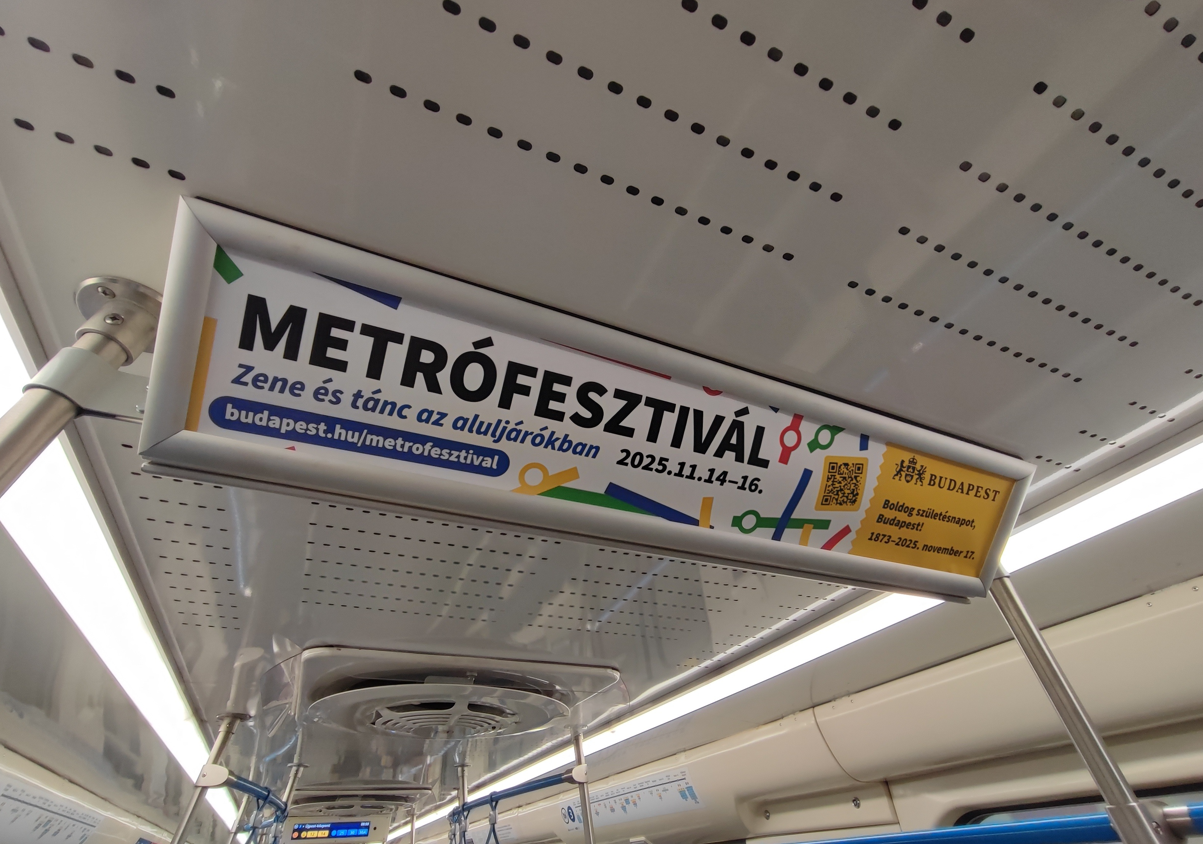 METRÓFESZTIVÁL
Zene és tánc az aluljárókban
budapest.hu/metrofesztival
2025.11.14–16.
BUDAPEST
Boldog születésnapot,
Budapest!
1873–2025. november 17.